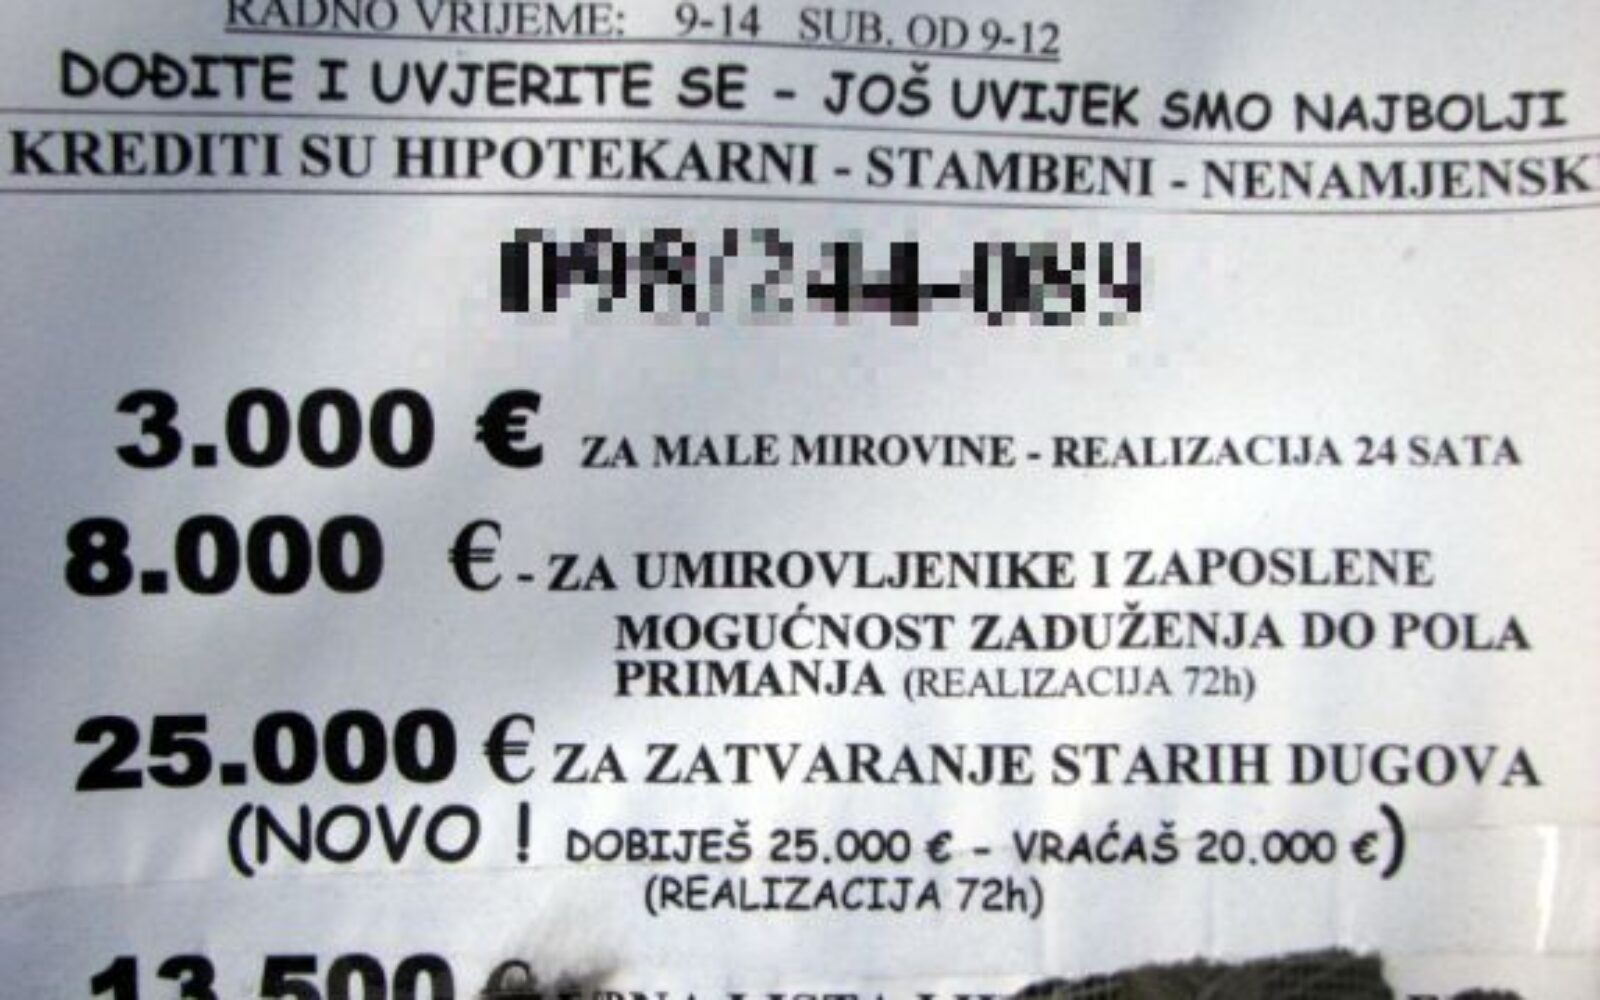 RADNO VRIJEME: 9-14 SUB. OD 9-12
DOĐITE I UVJERITE SE - JOŠ UVIJEK SMO NAJBOLJI
KREDITI SU HIPOTEKARNI - STAMBENI - NENAMJENSK
3.000 € ZA MALE MIROVINE - REALIZACIJA 24 SATA
8.000 € - ZA UMIROVLJENIKE I ZAPOSLENE
MOGUĆNOST ZADUŽENJA DO POLA
PRIMANJA (REALIZACIJA 72h)
25.000 € ZA ZATVARANJE STARIH DUGOVA
(NOVO ! DOBIJEŠ 25.000 € - VRAĆAŠ 20.000 €)
(REALIZACIJA 72h)
13.500 €